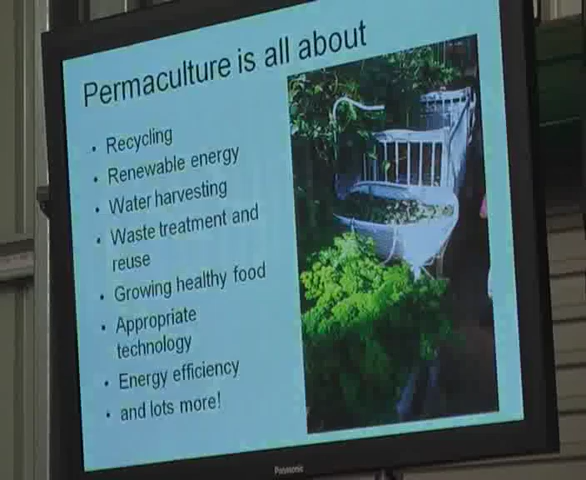 Permaculture is all about
• Recycling
• Renewable energy
• Water harvesting
• Waste treatment and
reuse
• Growing healthy food
• Appropriate
technology
• Energy efficiency
• and lots more!
Panasonic